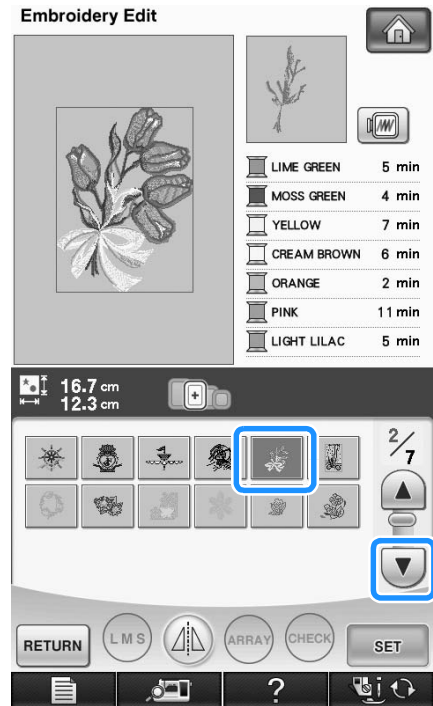 Embroidery Edit
LIME GREEN 5 min
MOSS GREEN 4 min
YELLOW 7 min
CREAM BROWN 6 min
ORANGE 2 min
PINK 11 min
LIGHT LILAC 5 min
16.7 cm
12.3 cm
2/7
RETURN LMS ARRAY CHECK SET
?